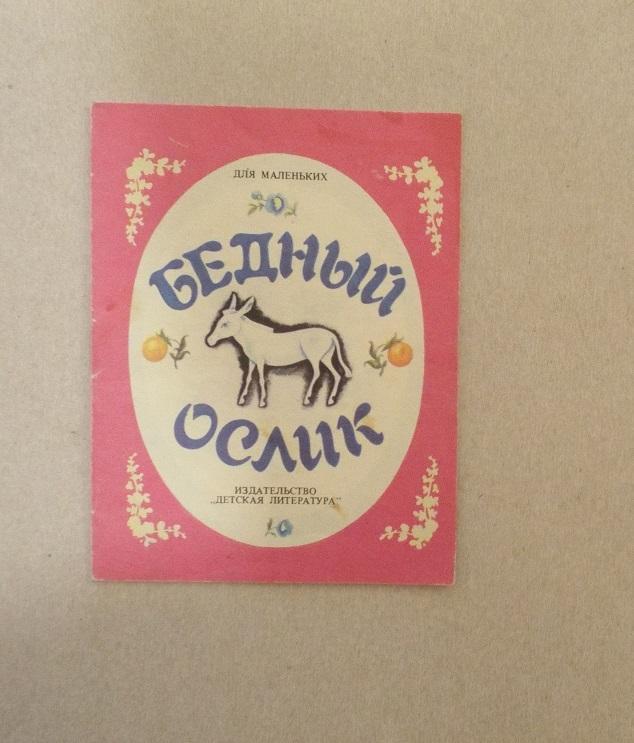 ДЛЯ МАЛЕНЬКИХ
БЕДНЫЙ
ОСЛИК
ИЗДАТЕЛЬСТВО
„ДЕТСКАЯ ЛИТЕРАТУРА"